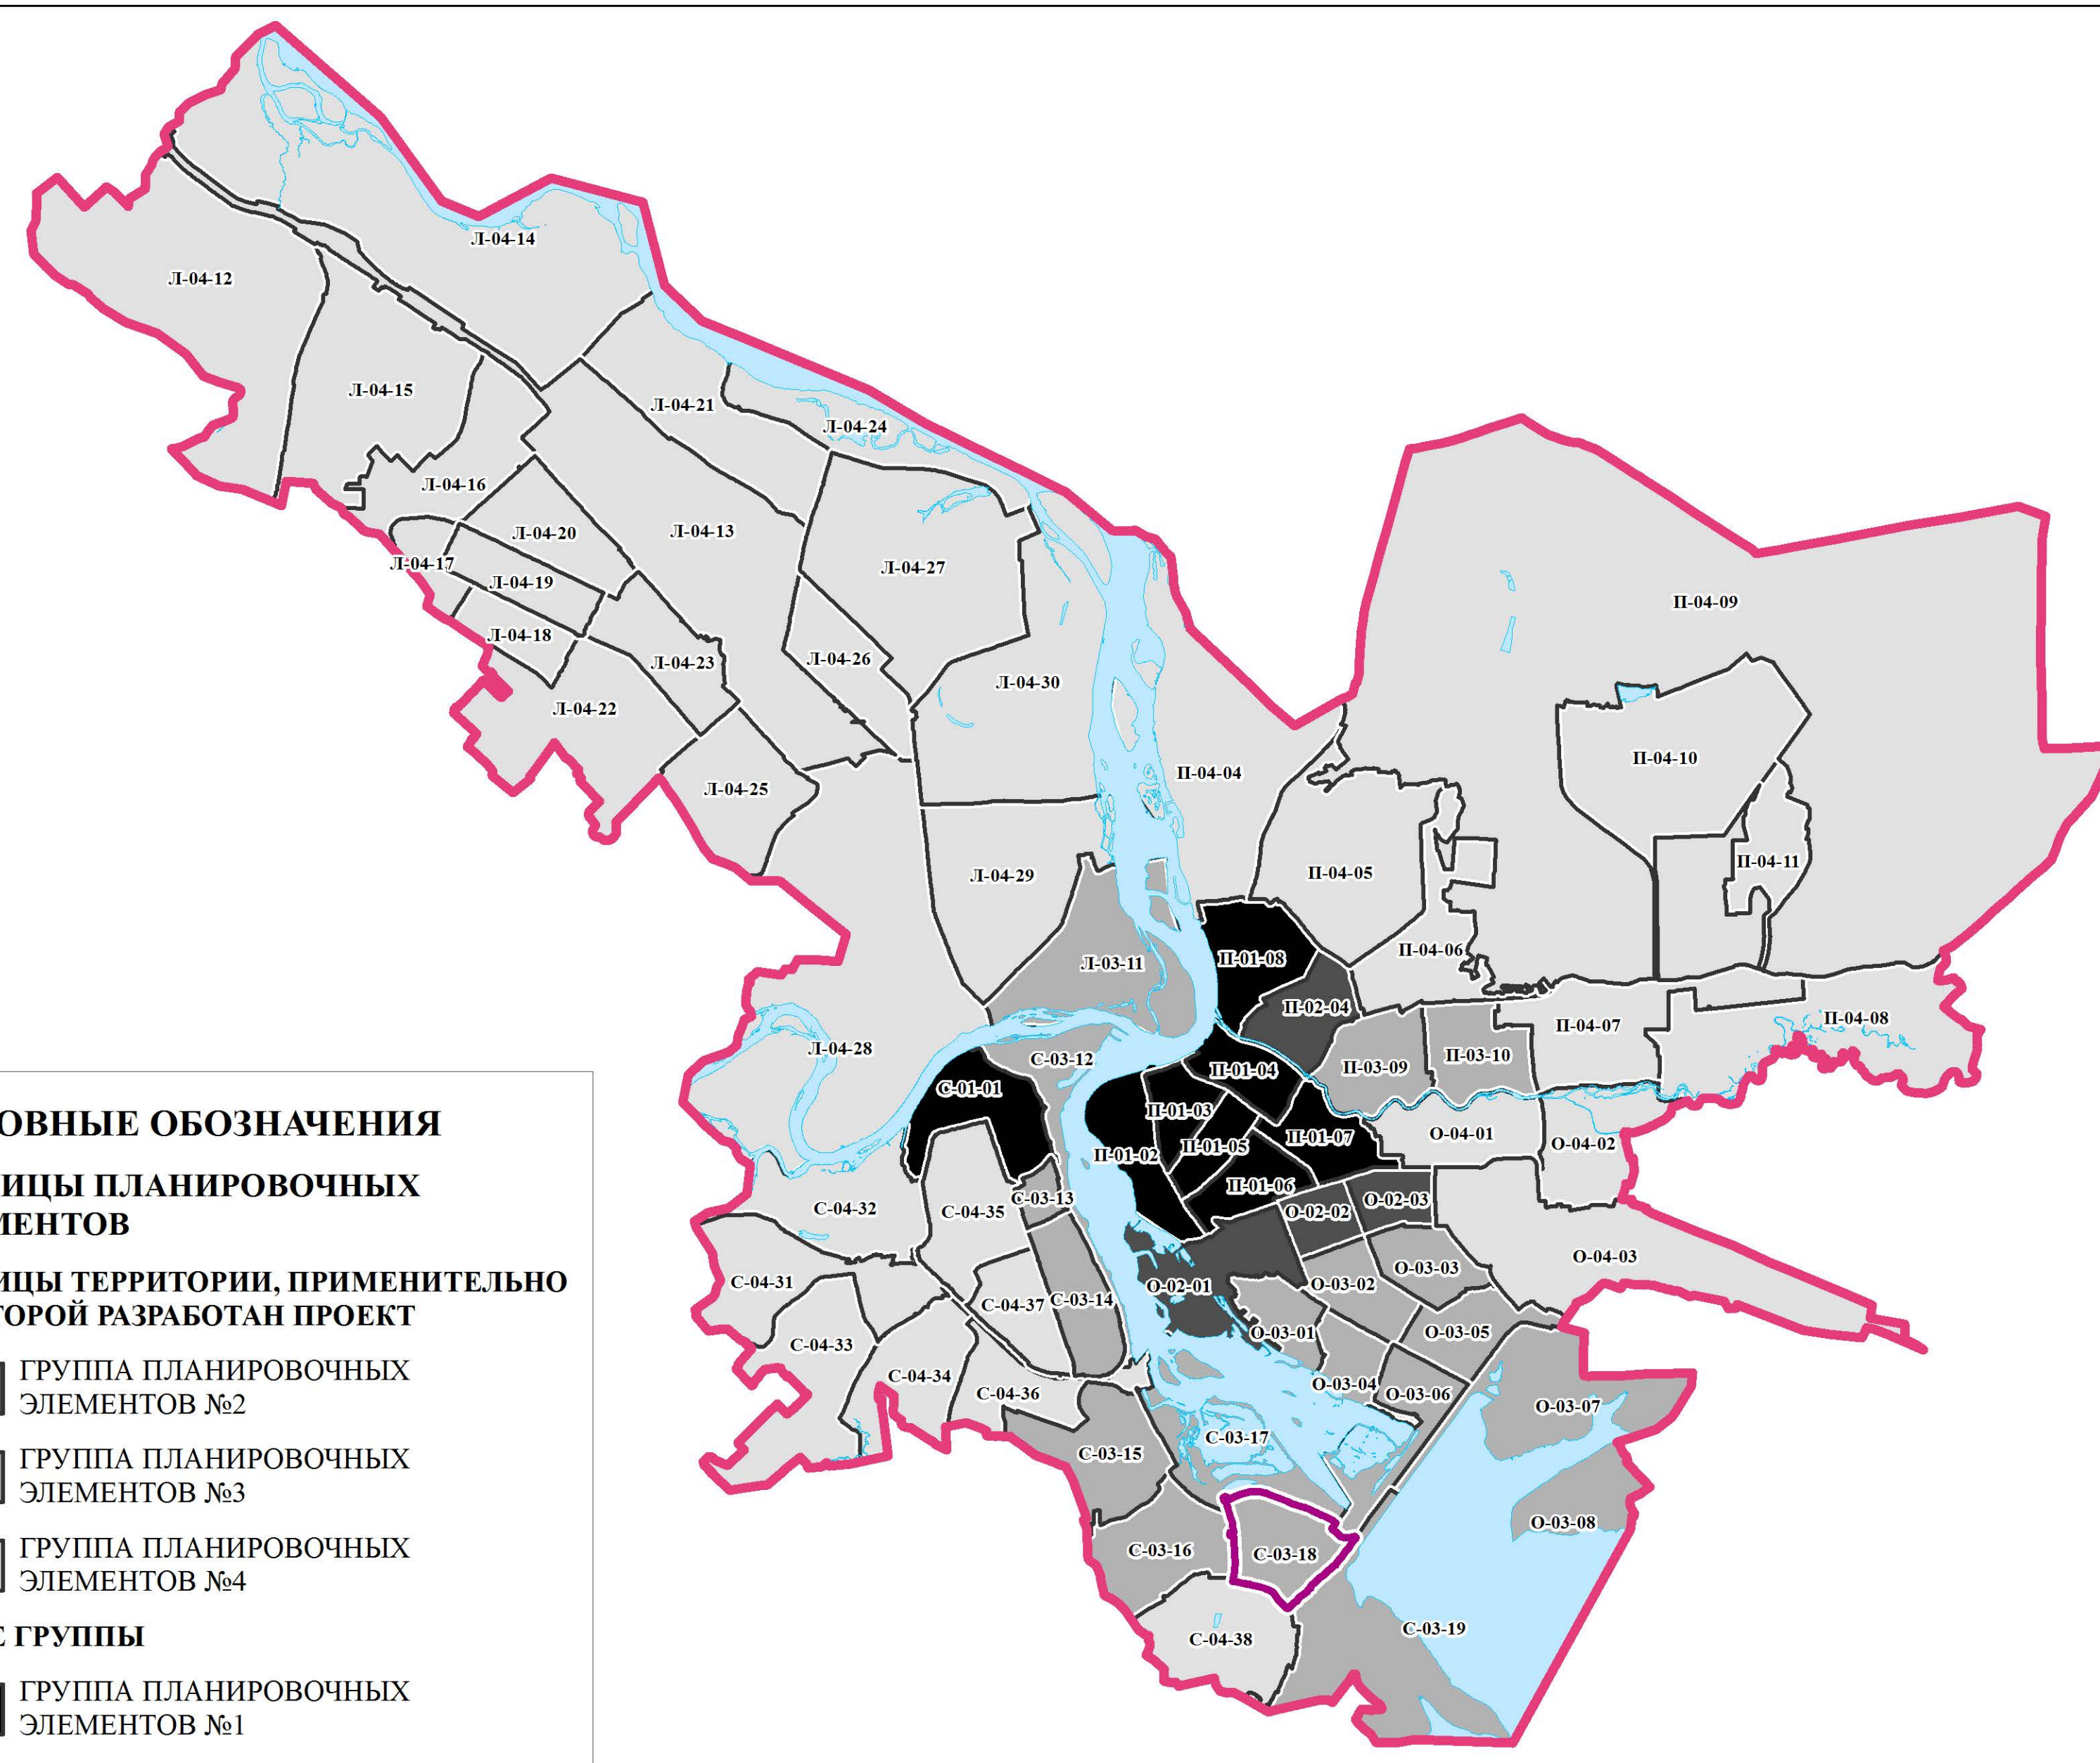 Л-04-14
Л-04-12
Л-04-15
Л-04-21
Л-04-24
Л-04-16
Л-04-20
Л-04-13
Л-04-17
Л-04-27
Л-04-19
П-04-09
Л-04-18
Л-04-23
Л-04-26
Л-04-30
Л-04-22
П-04-10
П-04-04
Л-04-25
П-04-11
Л-04-29
П-04-05
П-04-06
Л-03-11
П-01-08
П-02-04
П-04-07
П-04-08
Л-04-28
С-03-12
П-03-09
П-03-10
П-01-04
С-01-01
П-01-03
О-04-01
П-01-07
О-04-02
П-01-05
П-01-02
П-01-06
С-03-13
О-02-03
С-04-32
С-04-35
О-02-02
О-04-03
О-03-03
С-04-31
О-02-01
О-03-02
С-04-37
С-03-14
О-03-01
О-03-05
С-04-33
С-04-34
О-03-04
С-04-36
О-03-06
О-03-07
С-03-17
С-03-15
О-03-08
С-03-16
С-03-18
С-03-19
С-04-38
ОВНЫЕ ОБОЗНАЧЕНИЯ
ИЦЫ ПЛАНИРОВОЧНЫХ
МЕНТОВ
ИЦЫ ТЕРРИТОРИИ, ПРИМЕНИТЕЛЬНО
ТОРОЙ РАЗРАБОТАН ПРОЕКТ
ГРУППА ПЛАНИРОВОЧНЫХ
ЭЛЕМЕНТОВ №2
ГРУППА ПЛАНИРОВОЧНЫХ
ЭЛЕМЕНТОВ №3
ГРУППА ПЛАНИРОВОЧНЫХ
ЭЛЕМЕНТОВ №4
Е ГРУППЫ
ГРУППА ПЛАНИРОВОЧНЫХ
ЭЛЕМЕНТОВ №1